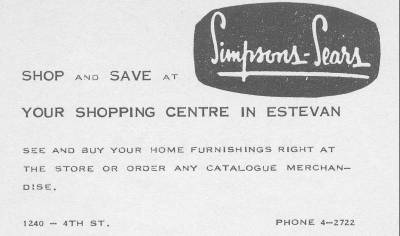 Simpsons-Sears
SHOP AND SAVE AT
YOUR SHOPPING CENTRE IN ESTEVAN
SEE AND BUY YOUR HOME FURNISHINGS RIGHT AT
THE STORE OR ORDER ANY CATALOGUE MERCHAN-
DISE.
1240 – 4TH ST. PHONE 4–2722